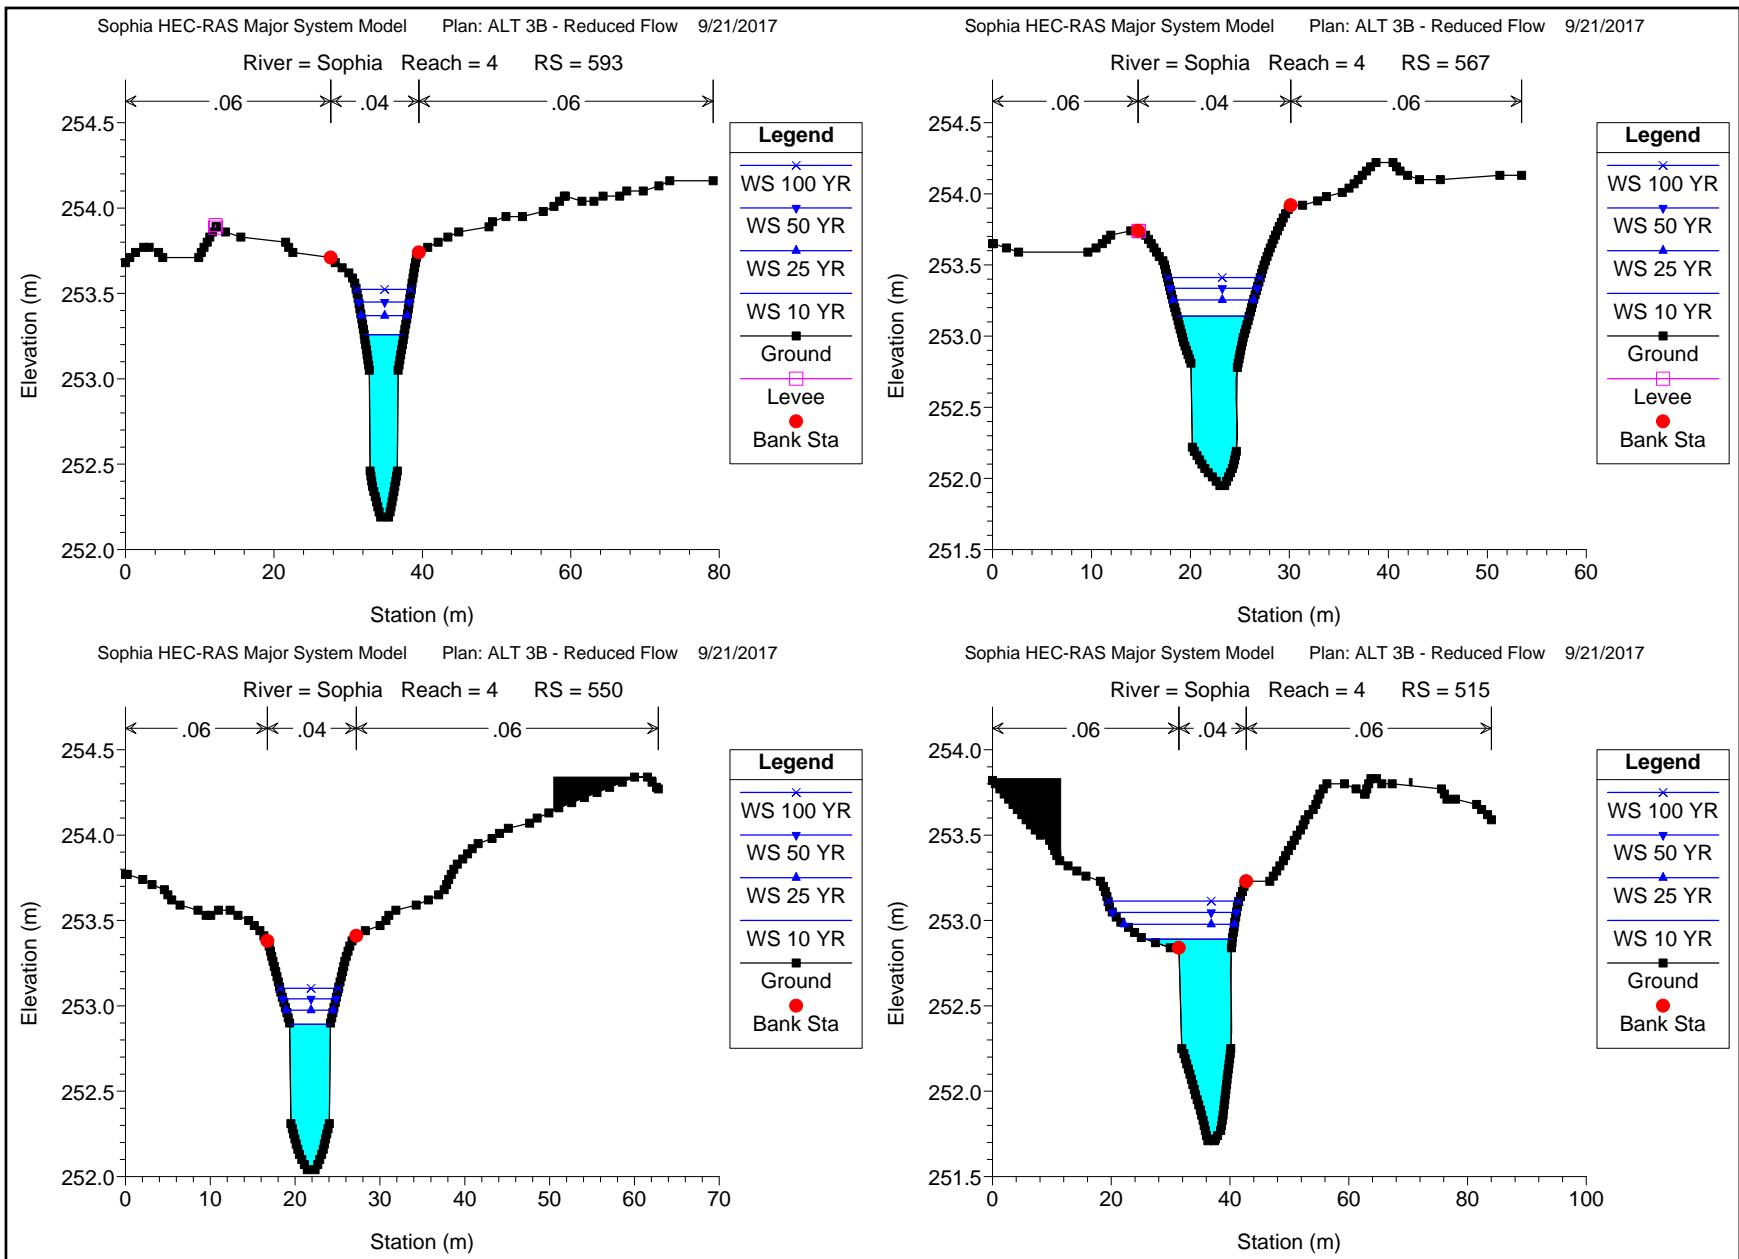 Sophia HEC-RAS Major System Model Plan: ALT 3B - Reduced Flow 9/21/2017
River = Sophia Reach = 4 RS = 593
.06 .04 .06
254.5
254.0
253.5
253.0
252.5
252.0
Elevation (m)
0 20 40 60 80
Station (m)
Legend
WS 100 YR
WS 50 YR
WS 25 YR
WS 10 YR
Ground
Levee
Bank Sta
Sophia HEC-RAS Major System Model Plan: ALT 3B - Reduced Flow 9/21/2017
River = Sophia Reach = 4 RS = 567
.06 .04 .06
254.5
254.0
253.5
253.0
252.5
252.0
251.5
Elevation (m)
0 10 20 30 40 50 60
Station (m)
Legend
WS 100 YR
WS 50 YR
WS 25 YR
WS 10 YR
Ground
Levee
Bank Sta
Sophia HEC-RAS Major System Model Plan: ALT 3B - Reduced Flow 9/21/2017
River = Sophia Reach = 4 RS = 550
.06 .04 .06
254.5
254.0
253.5
253.0
252.5
252.0
Elevation (m)
0 10 20 30 40 50 60 70
Station (m)
Legend
WS 100 YR
WS 50 YR
WS 25 YR
WS 10 YR
Ground
Bank Sta
Sophia HEC-RAS Major System Model Plan: ALT 3B - Reduced Flow 9/21/2017
River = Sophia Reach = 4 RS = 515
.06 .04 .06
254.0
253.5
253.0
252.5
252.0
251.5
Elevation (m)
0 20 40 60 80 100
Station (m)
Legend
WS 100 YR
WS 50 YR
WS 25 YR
WS 10 YR
Ground
Bank Sta